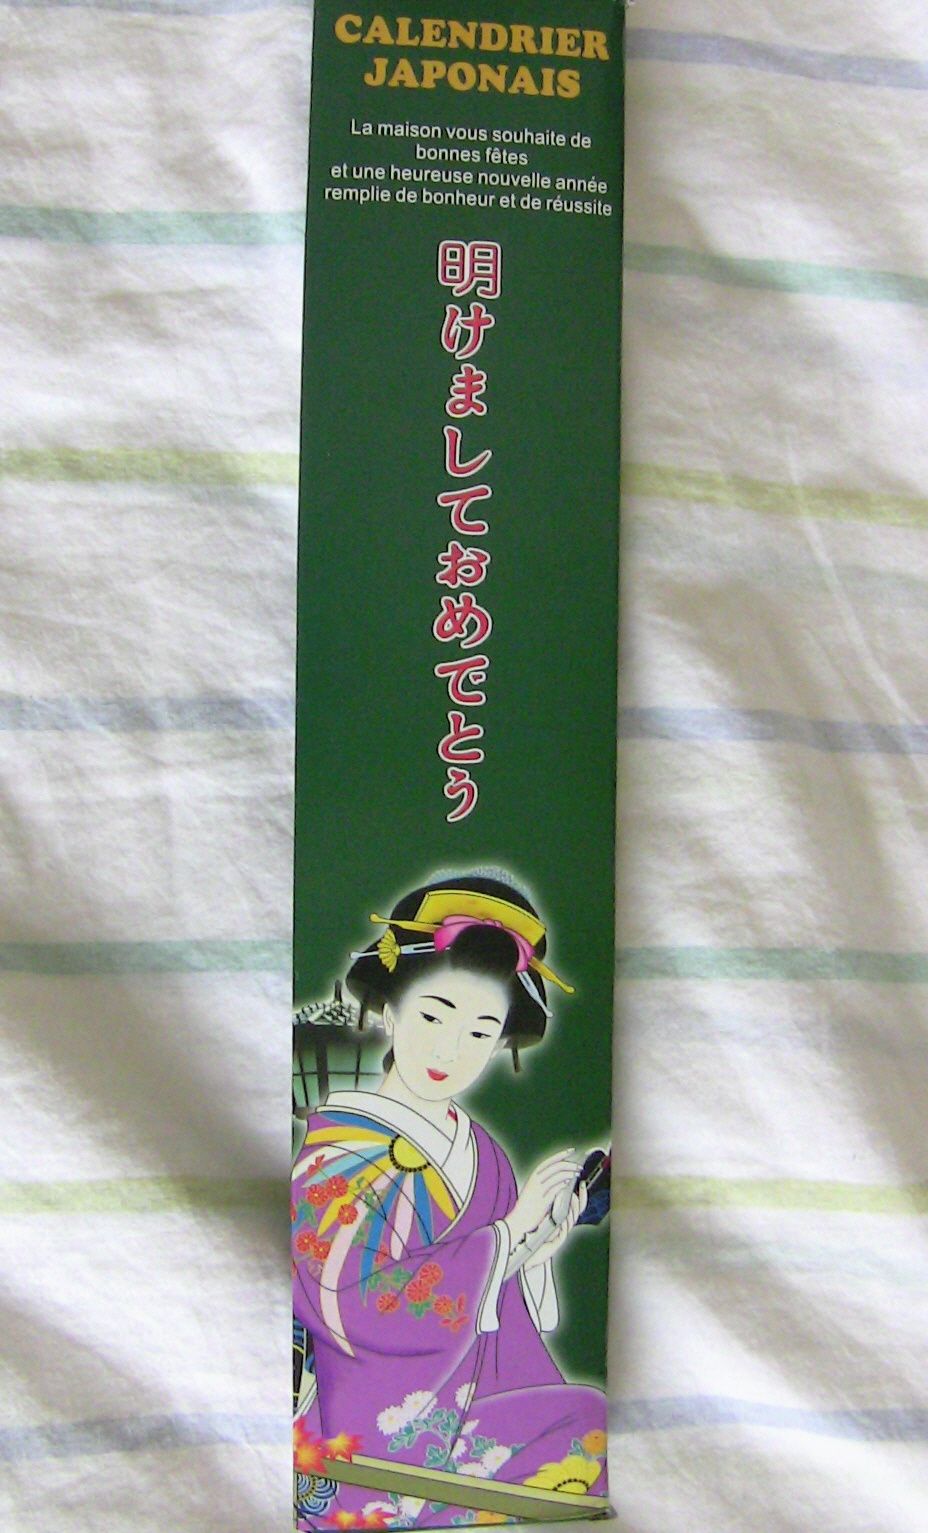 CALENDRIER
JAPONAIS
La maison vous souhaite de
bonnes fêtes
et une heureuse nouvelle année
remplie de bonheur et de réussite
明けましておめでとう